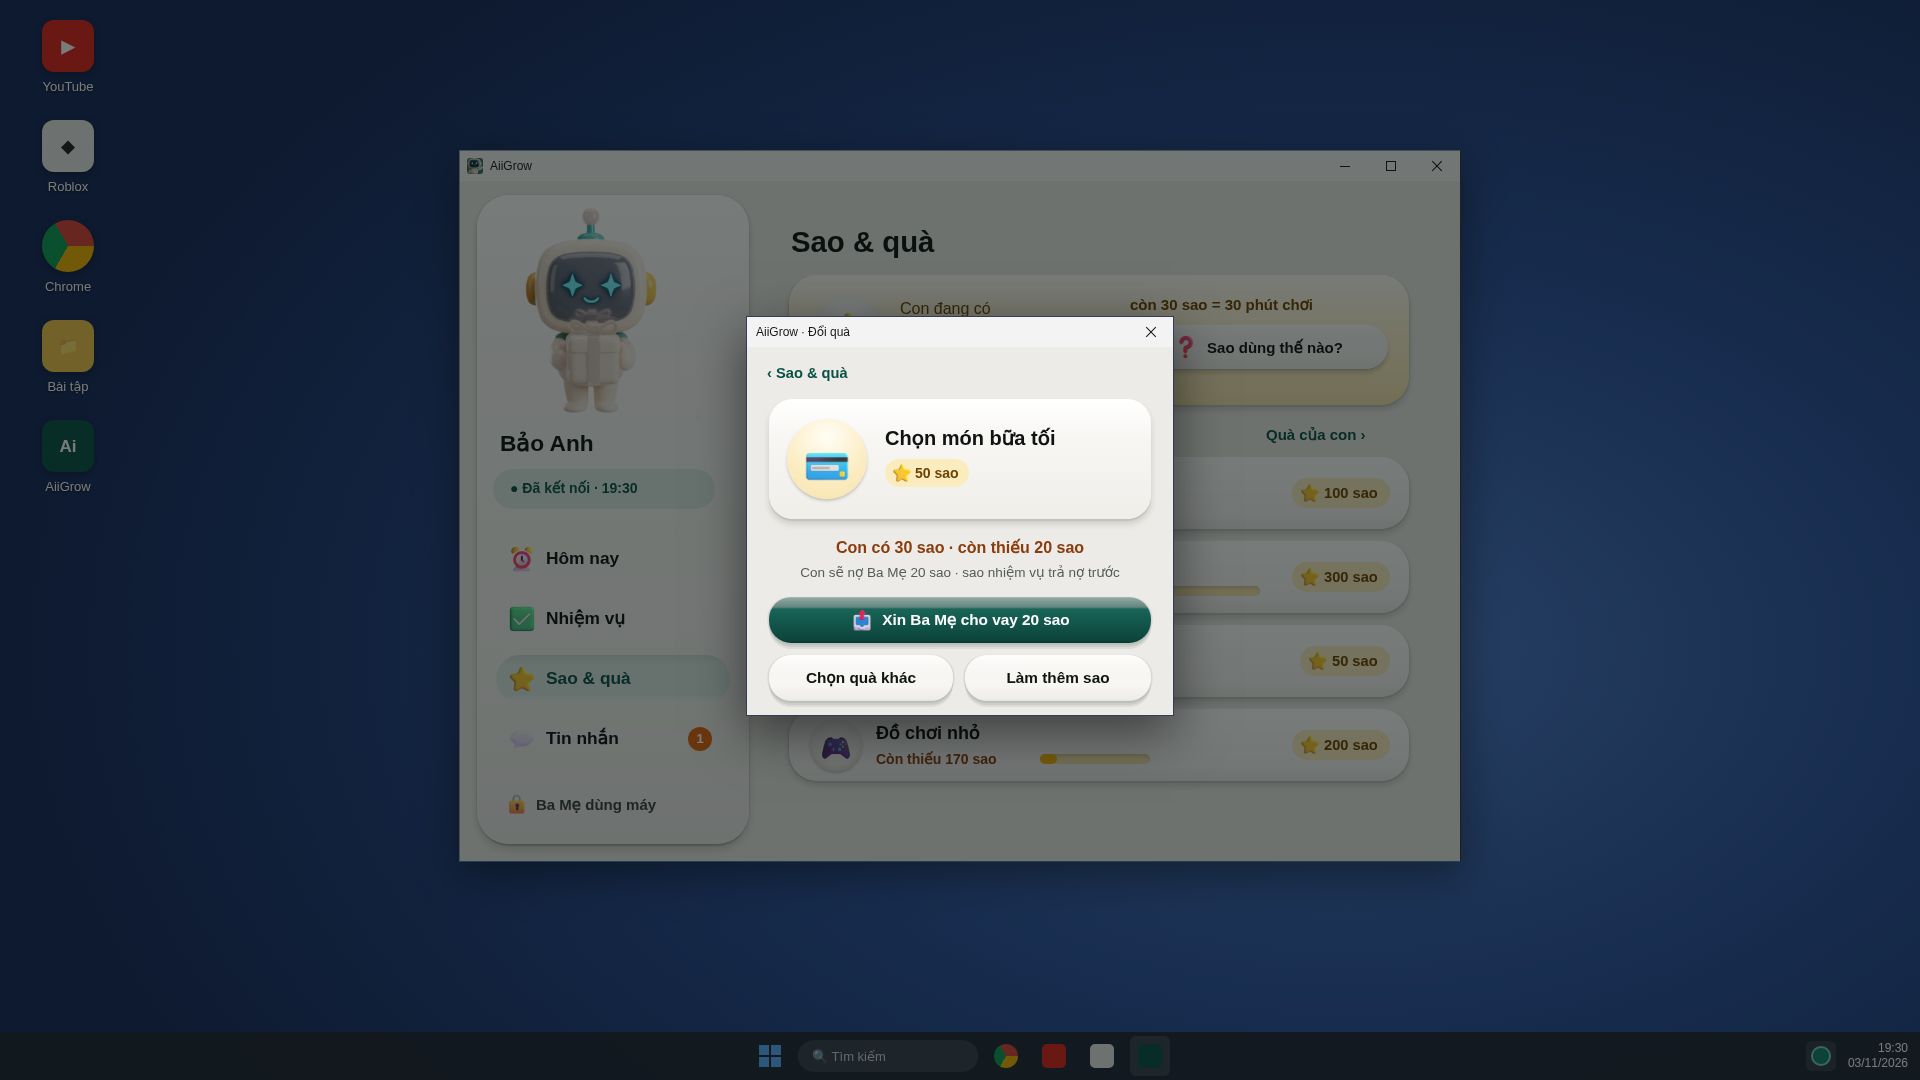 YouTube
Roblox
Chrome
Bài tập
Ai
AiiGrow
AiiGrow
Bảo Anh
● Đã kết nối · 19:30
Hôm nay
Nhiệm vụ
Sao & quà
Tin nhắn
1
Ba Mẹ dùng máy
Sao & quà
Con đang có
còn 30 sao = 30 phút chơi
Sao dùng thế nào?
Quà của con ›
100 sao
300 sao
50 sao
Đồ chơi nhỏ
Còn thiếu 170 sao
200 sao
AiiGrow · Đổi quà
‹ Sao & quà
Chọn món bữa tối
50 sao
Con có 30 sao · còn thiếu 20 sao
Con sẽ nợ Ba Mẹ 20 sao · sao nhiệm vụ trả nợ trước
Xin Ba Mẹ cho vay 20 sao
Chọn quà khác
Làm thêm sao
Tìm kiếm
19:30
03/11/2026